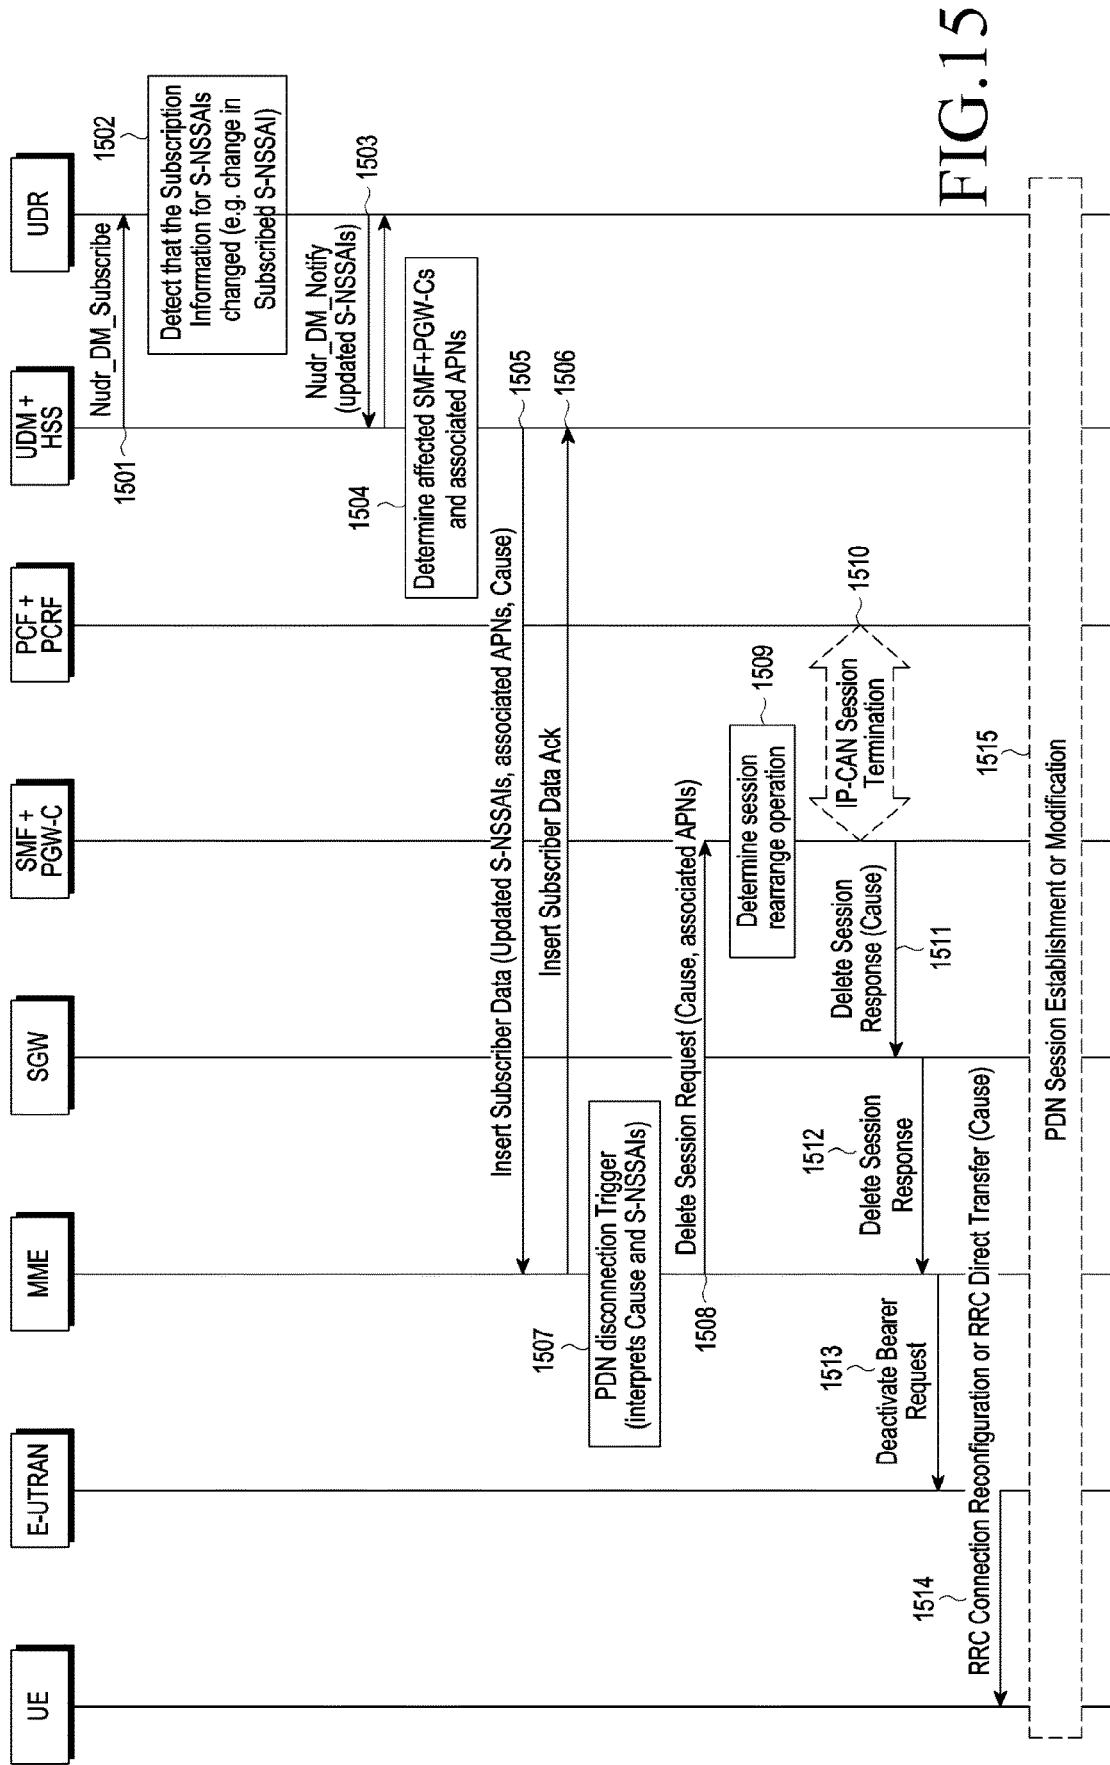 UE
E-UTRAN
MME
SGW
SMF +
PGW-C
PCF +
PCRF
UDM +
HSS
UDR
1501
Nudr_DM_Subscribe
1502
Detect that the Subscription
Information for S-NSSAIs
changed (e.g. change in
Subscribed S-NSSAI)
Nudr_DM_Notify
(updated S-NSSAIs)
1503
1504
Determine affected SMF+PGW-Cs
and associated APNs
Insert Subscriber Data (Updated S-NSSAIs, associated APNs, Cause)
1505
Insert Subscriber Data Ack
1506
1507
PDN disconnection Trigger
(interprets Cause and S-NSSAIs)
Delete Session Request (Cause, associated APNs)
1508
1509
Determine session
rearrange operation
IP-CAN Session
Termination
1510
Delete Session
Response (Cause)
1511
1512
Delete Session
Response
1513
Deactivate Bearer
Request
1514
RRC Connection Reconfiguration or RRC Direct Transfer (Cause)
1515
PDN Session Establishment or Modification
FIG.15